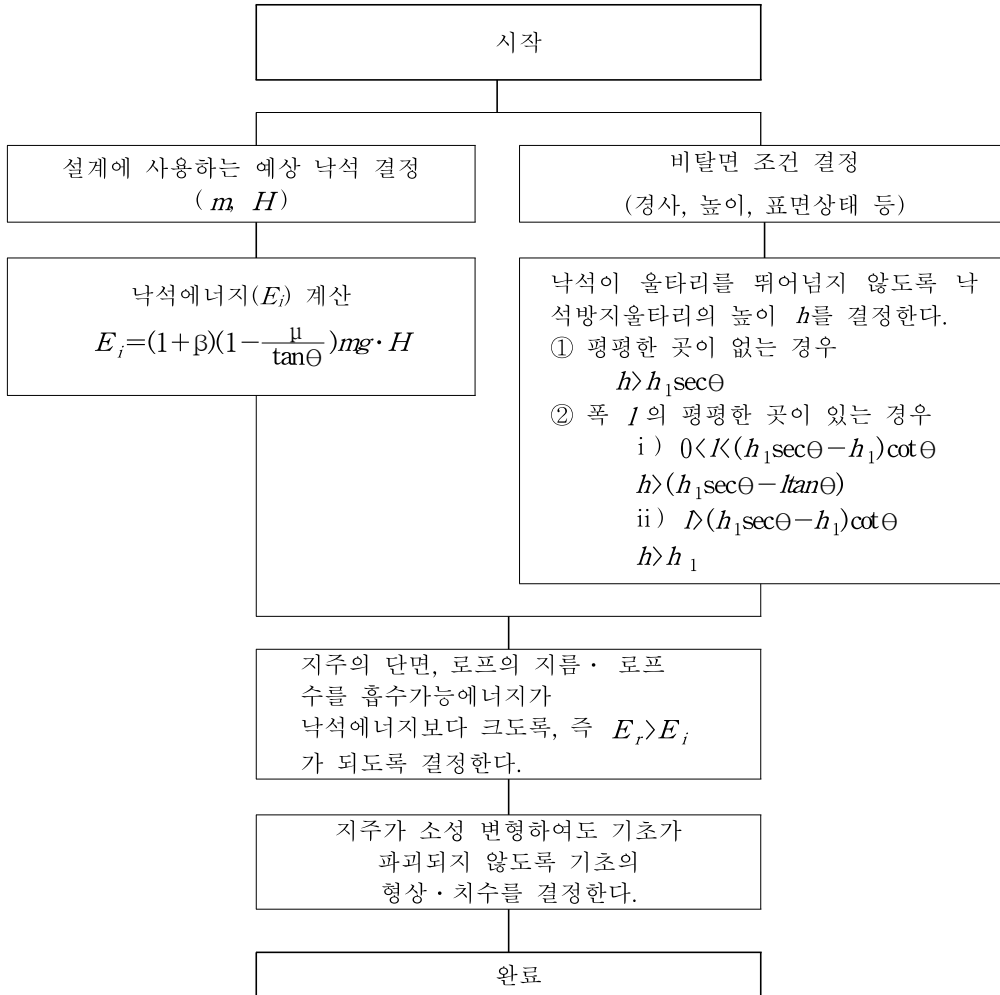 시작
설계에 사용하는 예상 낙석 결정
( m, H )
낙석에너지(Eᵢ) 계산
Eᵢ=(1+β)(1−μ/tanθ)mg·H
비탈면 조건 결정
(경사, 높이, 표면상태 등)
낙석이 울타리를 뛰어넘지 않도록 낙
석방지울타리의 높이 h를 결정한다.
① 평평한 곳이 없는 경우
h>h₁secθ
② 폭 l의 평평한 곳이 있는 경우
ⅰ) 0<l<(h₁secθ−h₁)cotθ
h>(h₁secθ−ltanθ)
ⅱ) l>(h₁secθ−h₁)cotθ
h>h₁
지주의 단면, 로프의 지름· 로프
수를 흡수가능에너지가
낙석에너지보다 크도록, 즉 Eᵣ>Eᵢ
가 되도록 결정한다.
지주가 소성 변형하여도 기초가
파괴되지 않도록 기초의
형상·치수를 결정한다.
완료